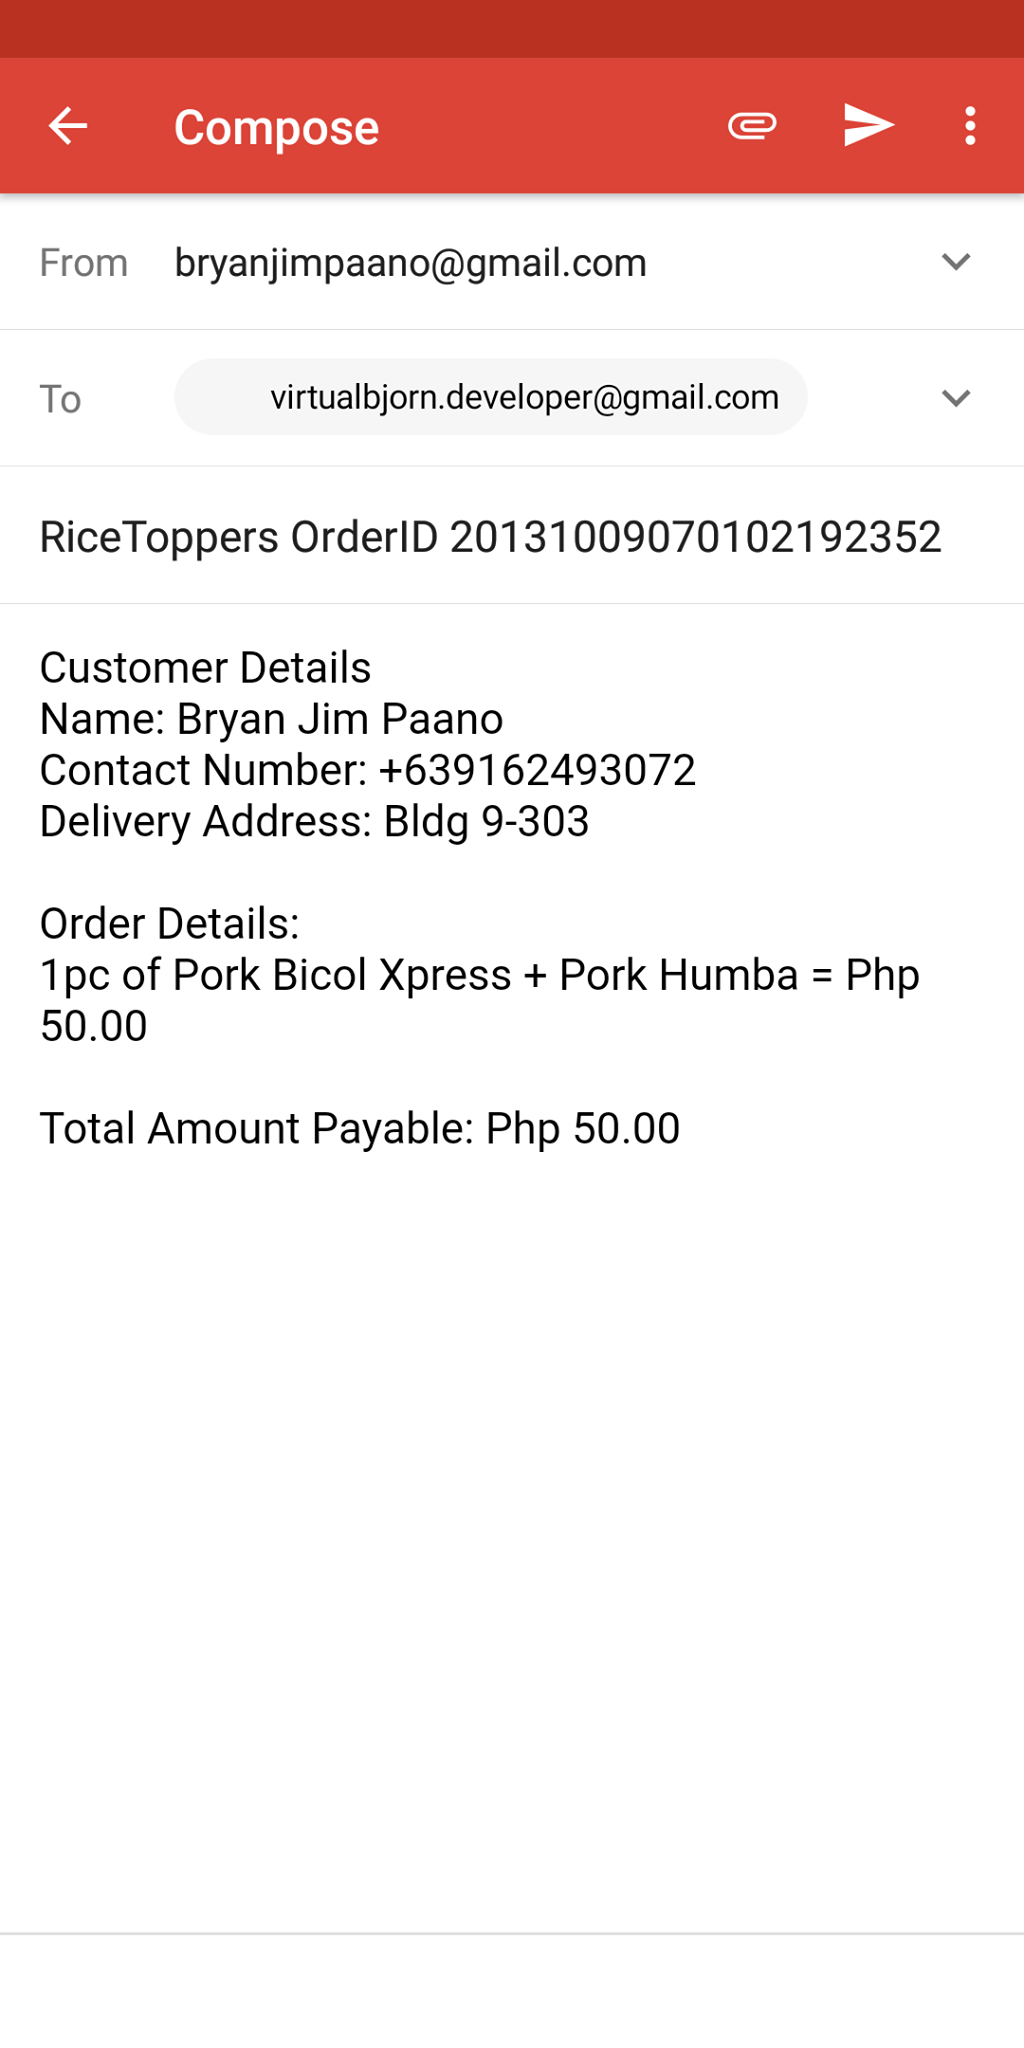 Compose
From bryanjimpaano@gmail.com
To virtualbjorn.developer@gmail.com
RiceToppers OrderID 20131009070102192352
Customer Details
Name: Bryan Jim Paano
Contact Number: +639162493072
Delivery Address: Bldg 9-303
Order Details:
1pc of Pork Bicol Xpress + Pork Humba = Php
50.00
Total Amount Payable: Php 50.00